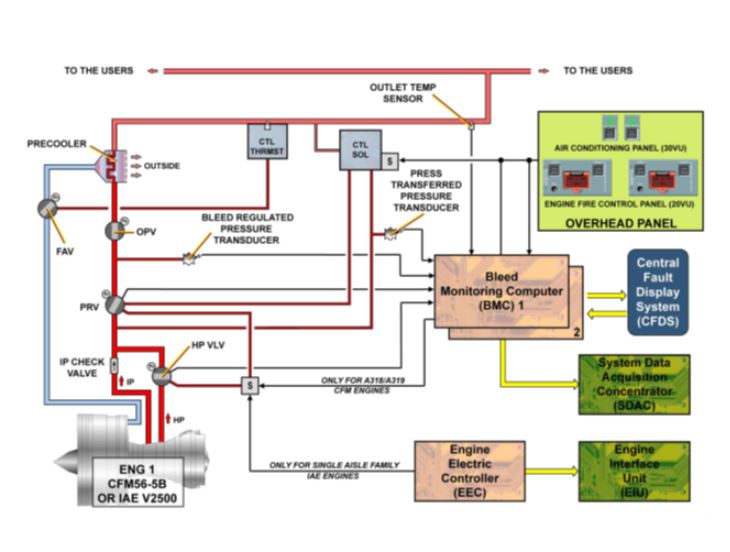 TO THE USERS
TO THE USERS
OUTLET TEMP
SENSOR
PRECOOLER
OUTSIDE
CTL
THRMST
CTL
SOL
S
AIR CONDITIONING PANEL (30VU)
ENGINE FIRE CONTROL PANEL (20VU)
OVERHEAD PANEL
PRESS
TRANSFERRED
PRESSURE
TRANSDUCER
FAV
OPV
BLEED REGULATED
PRESSURE
TRANSDUCER
Bleed
Monitoring Computer
(BMC) 1
2
Central
Fault
Display
System
(CFDS)
PRV
HP VLV
IP CHECK
VALVE
IP
HP
S
ONLY FOR A318/A319
CFM ENGINES
System Data
Acquisition
Concentrator
(SDAC)
ENG 1
CFM56-5B
OR IAE V2500
ONLY FOR SINGLE AISLE FAMILY
IAE ENGINES
Engine
Electric
Controller
(EEC)
Engine
Interface
Unit
(EIU)